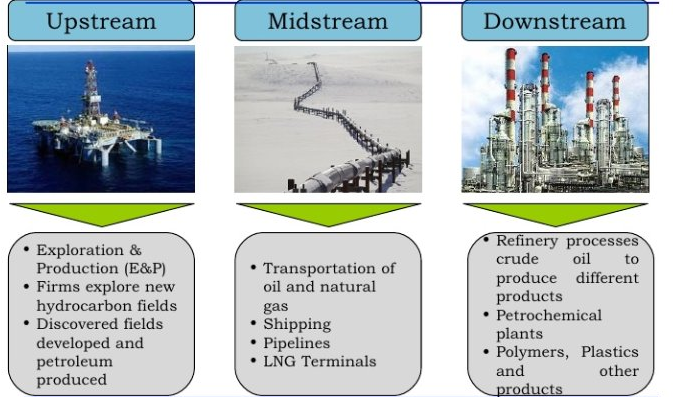 Upstream
Midstream
Downstream
• Exploration &
Production (E&P)
• Firms explore new
hydrocarbon fields
• Discovered fields
developed and
petroleum
produced
• Transportation of
oil and natural
gas
• Shipping
• Pipelines
• LNG Terminals
• Refinery processes
crude oil to
produce different
products
• Petrochemical
plants
• Polymers, Plastics
and other
products